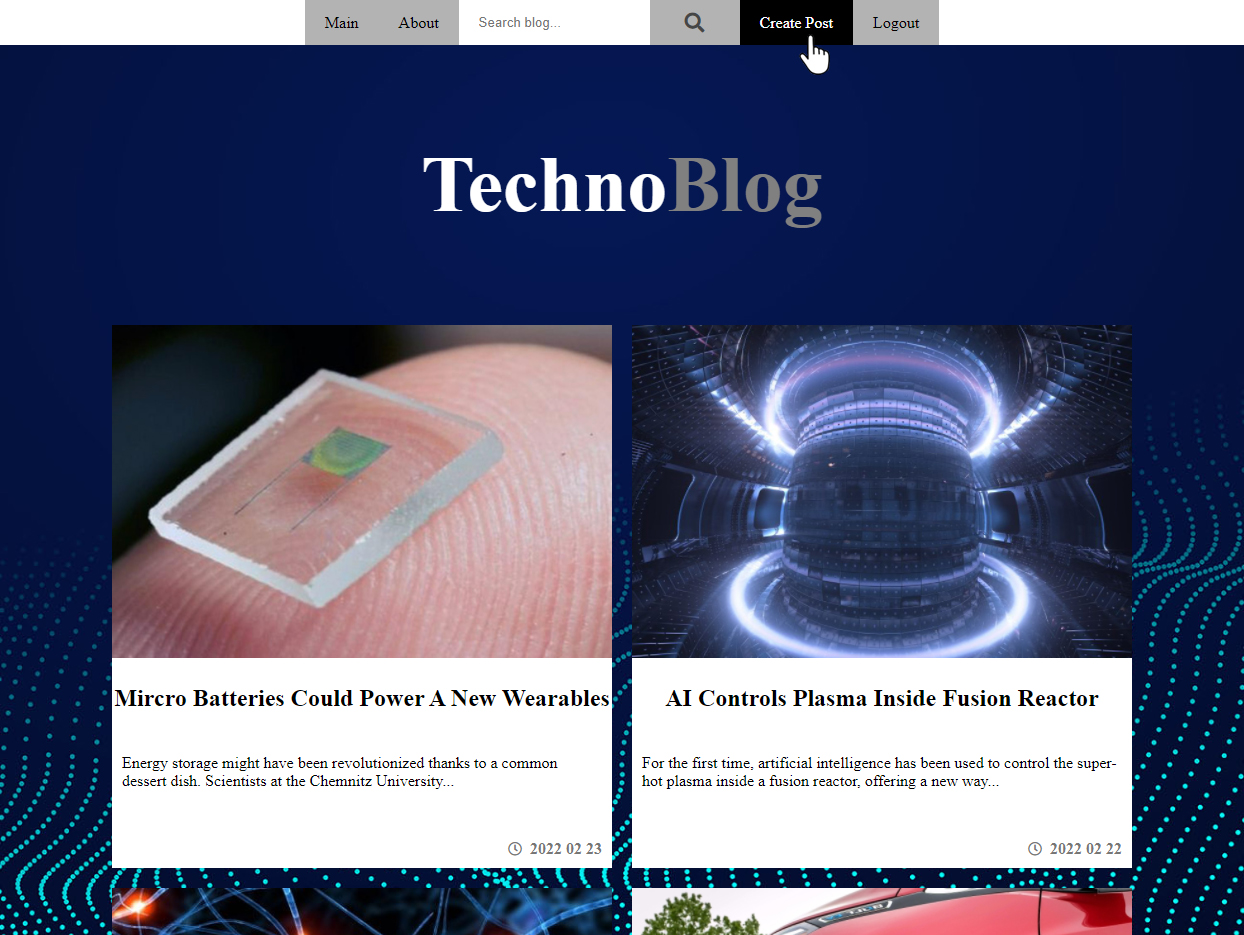 Main About Search blog... Create Post Logout
TechnoBlog
Mircro Batteries Could Power A New Wearables
Energy storage might have been revolutionized thanks to a common
dessert dish. Scientists at the Chemnitz University...
2022 02 23
AI Controls Plasma Inside Fusion Reactor
For the first time, artificial intelligence has been used to control the super-
hot plasma inside a fusion reactor, offering a new way...
2022 02 22